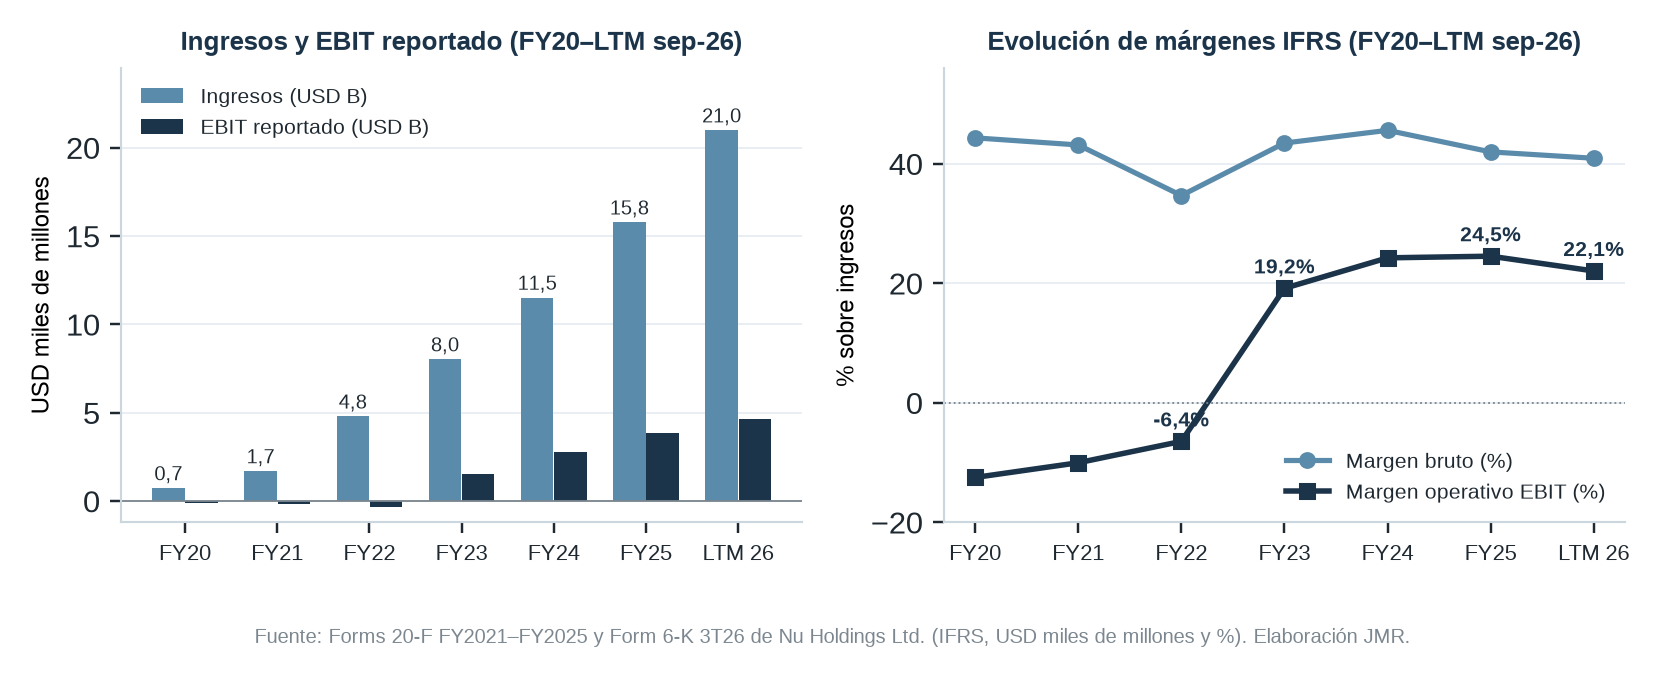 Ingresos y EBIT reportado (FY20–LTM sep-26)
Ingresos (USD B)
EBIT reportado (USD B)
USD miles de millones
20
15
10
5
0
0,7
1,7
4,8
8,0
11,5
15,8
21,0
FY20
FY21
FY22
FY23
FY24
FY25
LTM 26
Evolución de márgenes IFRS (FY20–LTM sep-26)
% sobre ingresos
40
20
0
−20
-6,4%
19,2%
24,5%
22,1%
Margen bruto (%)
Margen operativo EBIT (%)
FY20
FY21
FY22
FY23
FY24
FY25
LTM 26
Fuente: Forms 20-F FY2021–FY2025 y Form 6-K 3T26 de Nu Holdings Ltd. (IFRS, USD miles de millones y %). Elaboración JMR.